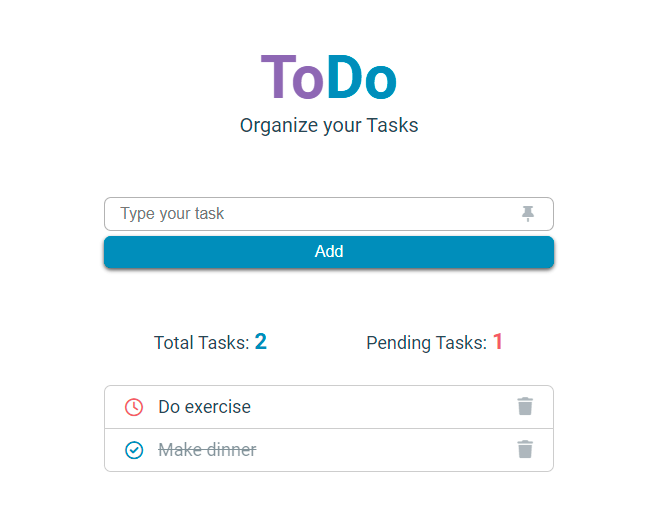 ToDo
Organize your Tasks
Type your task
Add
Total Tasks: 2
Pending Tasks: 1
Do exercise
Make dinner